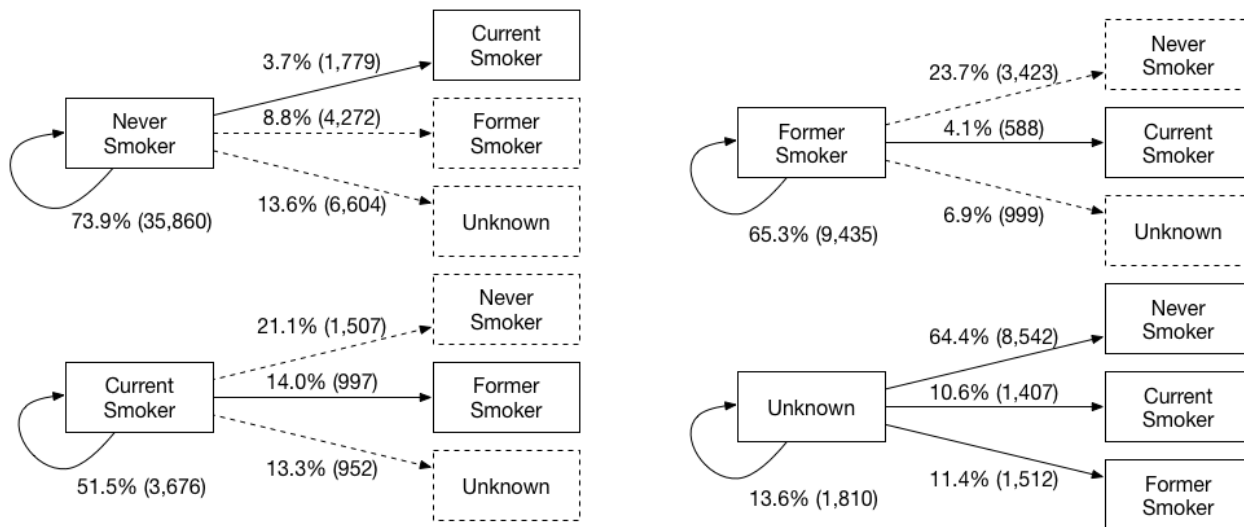 Never
Smoker
73.9% (35,860)
3.7% (1,779)
8.8% (4,272)
13.6% (6,604)
Current
Smoker
Former
Smoker
Unknown
Former
Smoker
65.3% (9,435)
23.7% (3,423)
4.1% (588)
6.9% (999)
Never
Smoker
Current
Smoker
Unknown
Current
Smoker
51.5% (3,676)
21.1% (1,507)
14.0% (997)
13.3% (952)
Never
Smoker
Former
Smoker
Unknown
Unknown
13.6% (1,810)
64.4% (8,542)
10.6% (1,407)
11.4% (1,512)
Never
Smoker
Current
Smoker
Former
Smoker